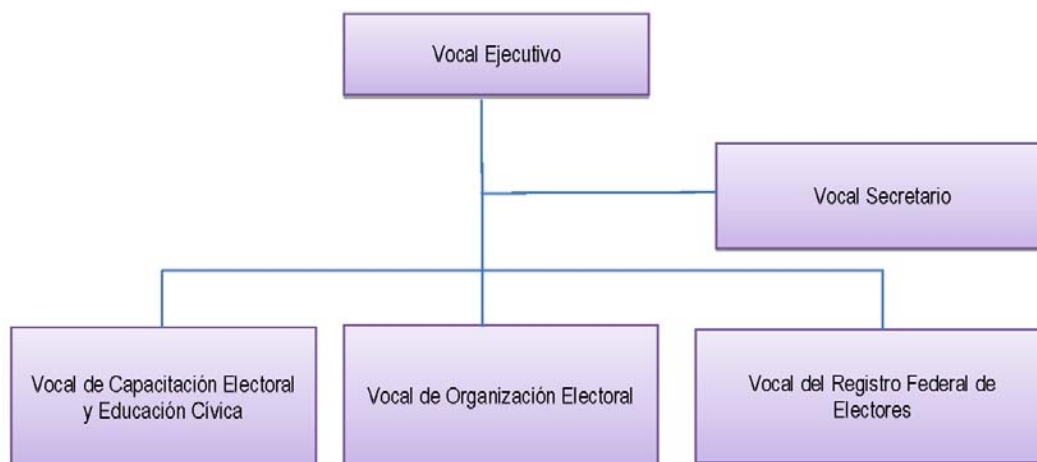 Vocal Ejecutivo
Vocal Secretario
Vocal de Capacitación Electoral
y Educación Cívica
Vocal de Organización Electoral
Vocal del Registro Federal de
Electores